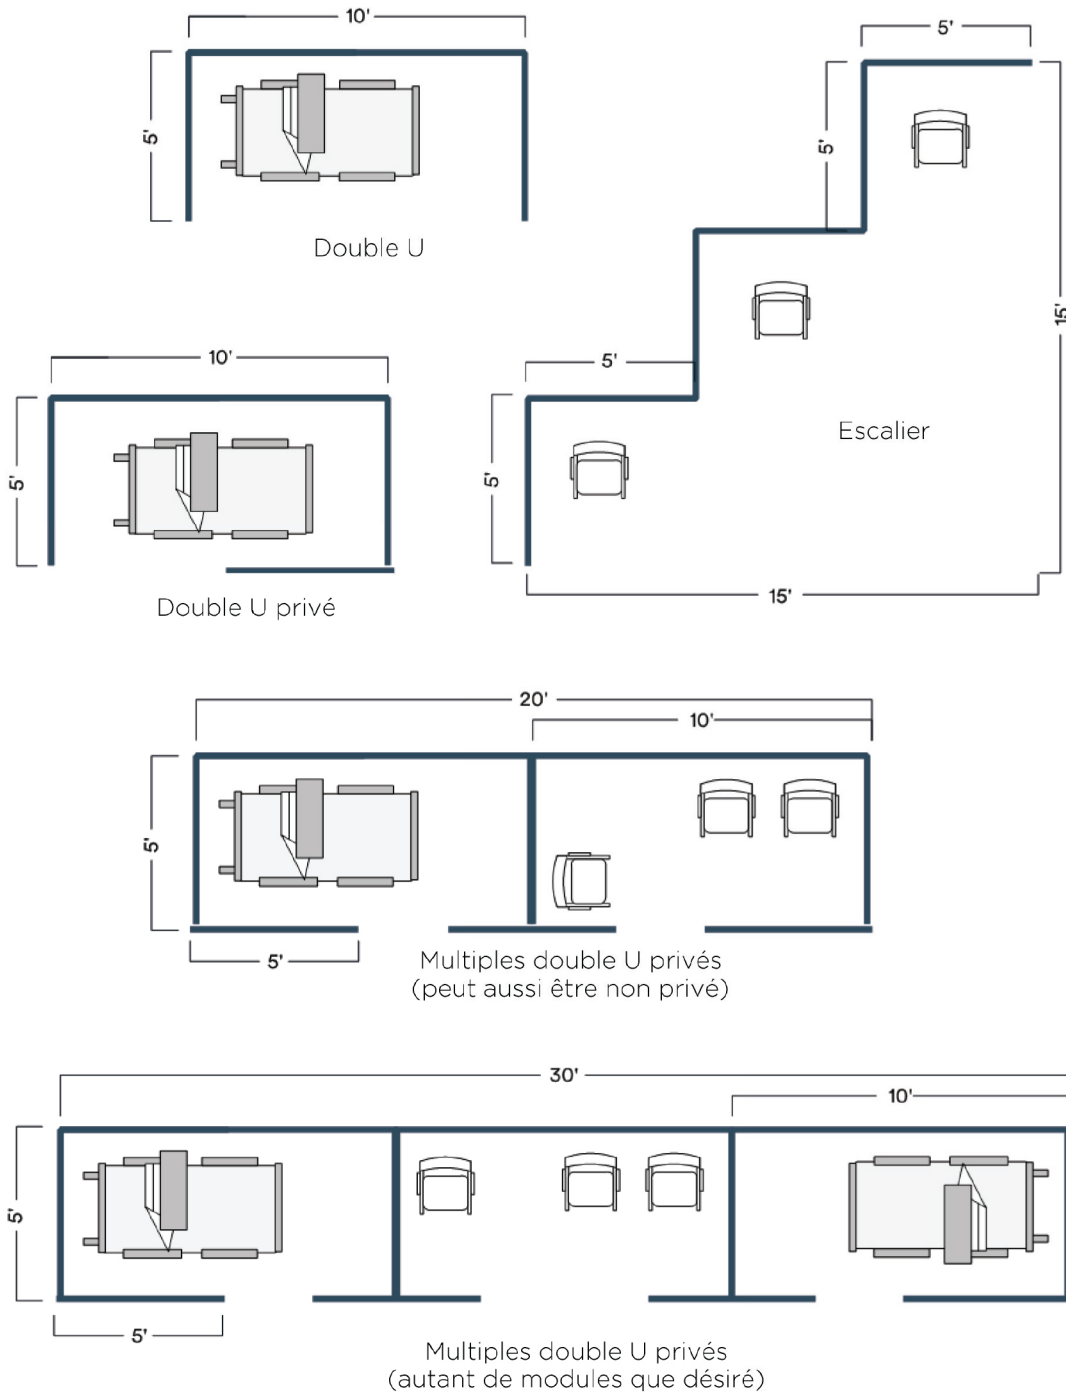 10'
5'
Double U
5'
5'
15'
5'
5'
Escalier
15'
10'
5'
Double U privé
20'
10'
5'
5'
Multiples double U privés
(peut aussi être non privé)
30'
10'
5'
5'
Multiples double U privés
(autant de modules que désiré)